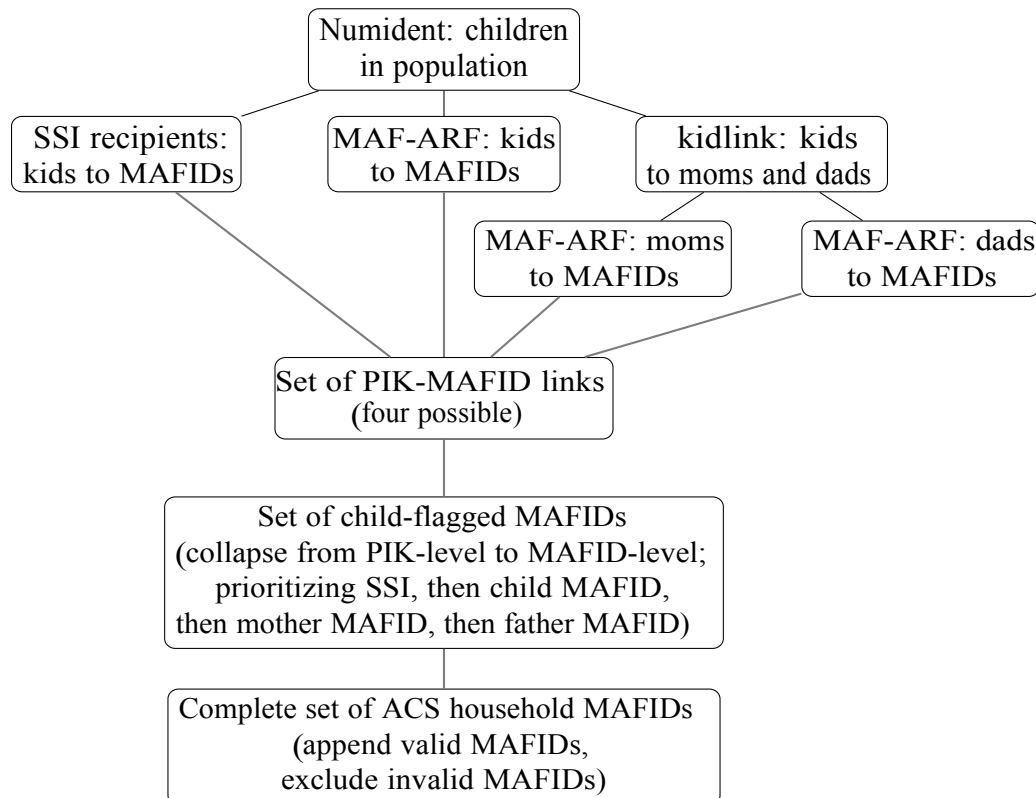 Numident: children
in population
SSI recipients:
kids to MAFIDs
MAF-ARF: kids
to MAFIDs
kidlink: kids
to moms and dads
MAF-ARF: moms
to MAFIDs
MAF-ARF: dads
to MAFIDs
Set of PIK-MAFID links
(four possible)
Set of child-flagged MAFIDs
(collapse from PIK-level to MAFID-level;
prioritizing SSI, then child MAFID,
then mother MAFID, then father MAFID)
Complete set of ACS household MAFIDs
(append valid MAFIDs,
exclude invalid MAFIDs)